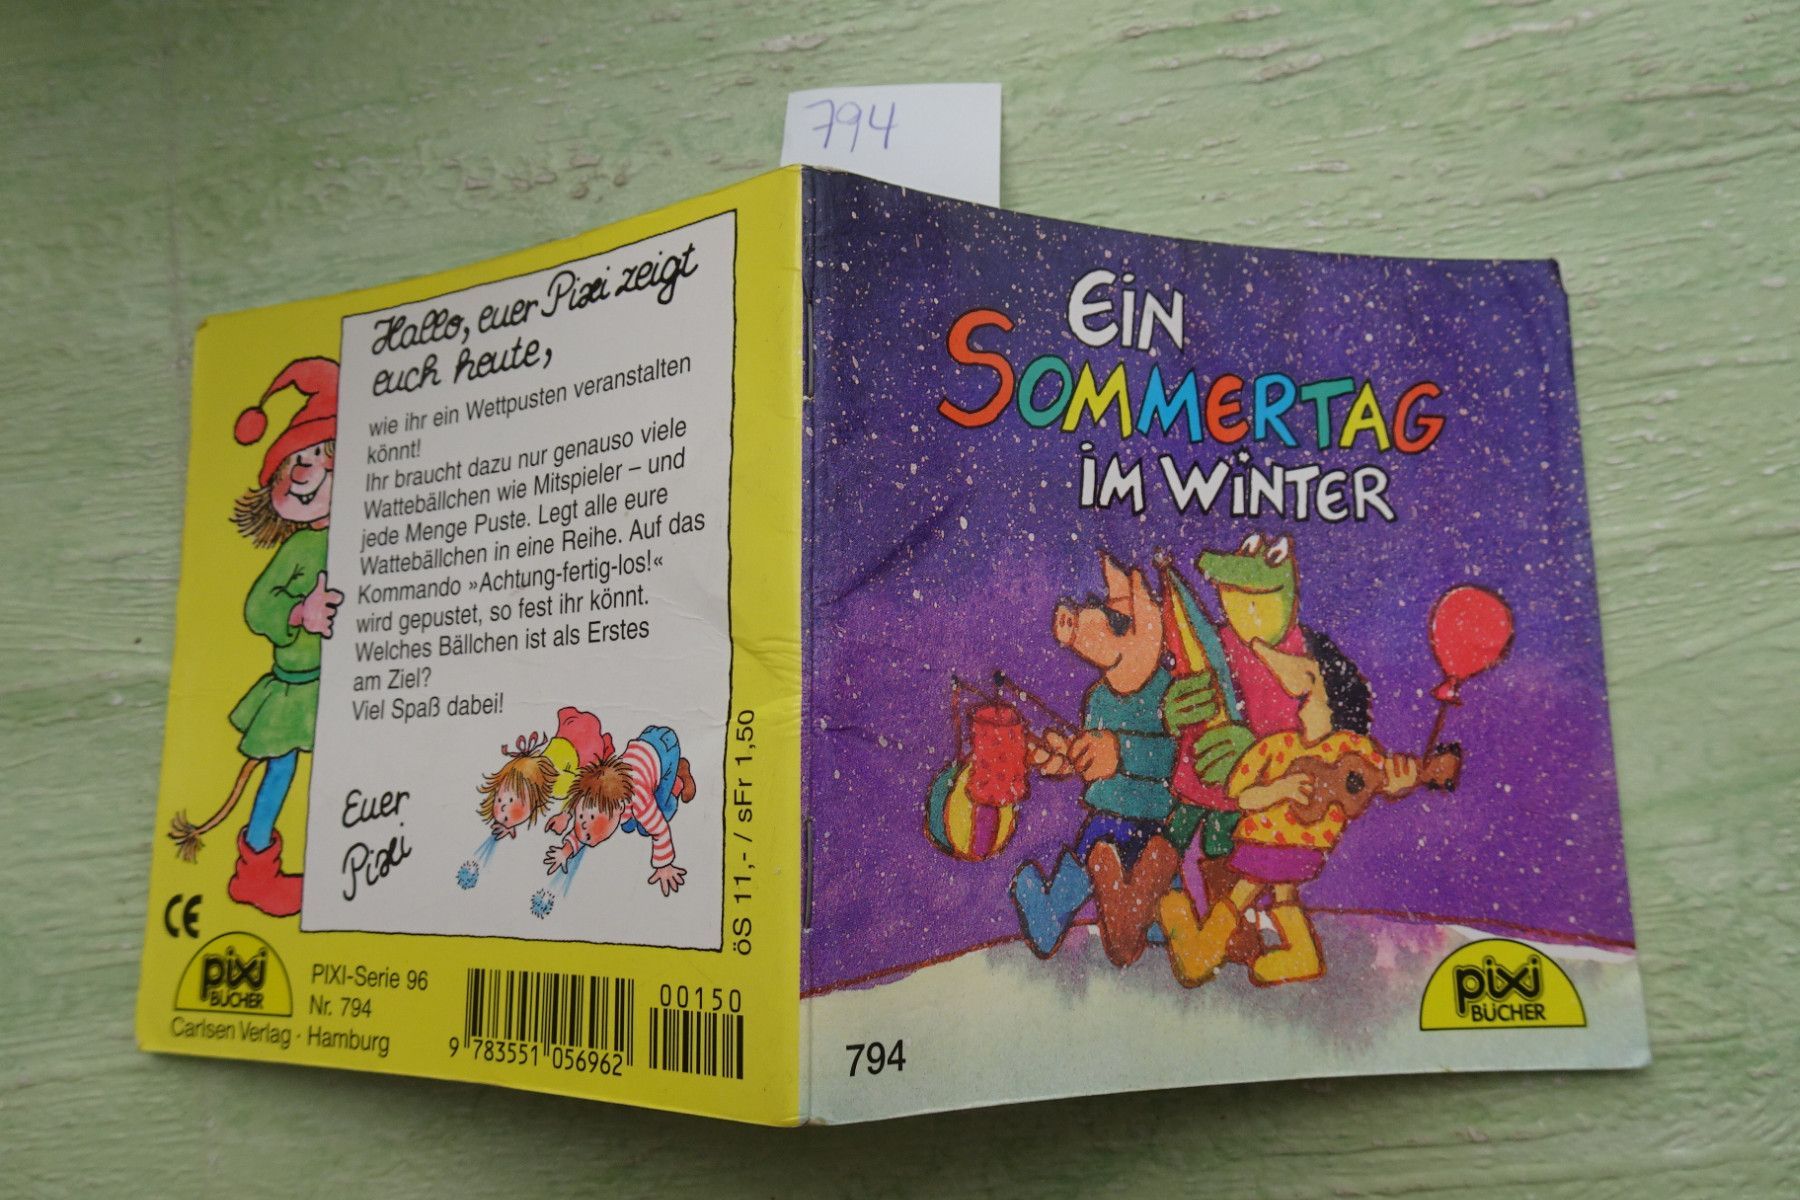 794
Hallo, euer Pixi zeigt
euch heute,
wie ihr ein Wettpusten veranstalten
könnt!
Ihr braucht dazu nur genauso viele
Wattebällchen wie Mitspieler – und
jede Menge Puste. Legt alle eure
Wattebällchen in eine Reihe. Auf das
Kommando »Achtung-fertig-los!«
wird gepustet, so fest ihr könnt.
Welches Bällchen ist als Erstes
am Ziel?
Viel Spaß dabei!
Euer
Pixi
öS 11,- / sFr 1,50
CE
pixi
BÜCHER
PIXI-Serie 96
Nr. 794
Carlsen Verlag · Hamburg
9 783551 056962
00150
EiN
SOMMERTAG
iM WiNTER
794
pixi
BÜCHER